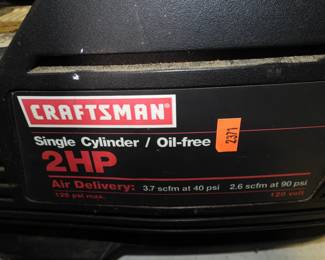 CRAFTSMAN
Single Cylinder / Oil-free
2371
2HP
Air Delivery: 3.7 scfm at 40 psi 2.6 scfm at 90 psi
125 psi max. 120 volt